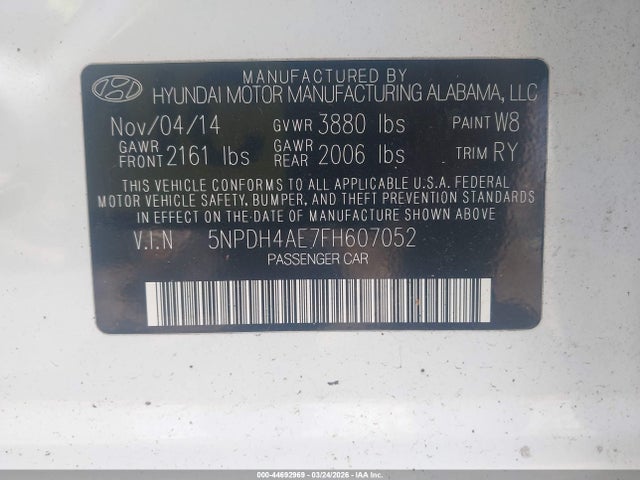 MANUFACTURED BY
HYUNDAI MOTOR MANUFACTURING ALABAMA, LLC
Nov/04/14 GVWR 3880 lbs PAINT W8
GAWR FRONT 2161 lbs GAWR REAR 2006 lbs TRIM RY
THIS VEHICLE CONFORMS TO ALL APPLICABLE U.S.A. FEDERAL
MOTOR VEHICLE SAFETY, BUMPER, AND THEFT PREVENTION STANDARDS
IN EFFECT ON THE DATE OF MANUFACTURE SHOWN ABOVE
V.I.N 5NPDH4AE7FH607052
PASSENGER CAR
000-44692969 - 03/24/2026 - IAA Inc.